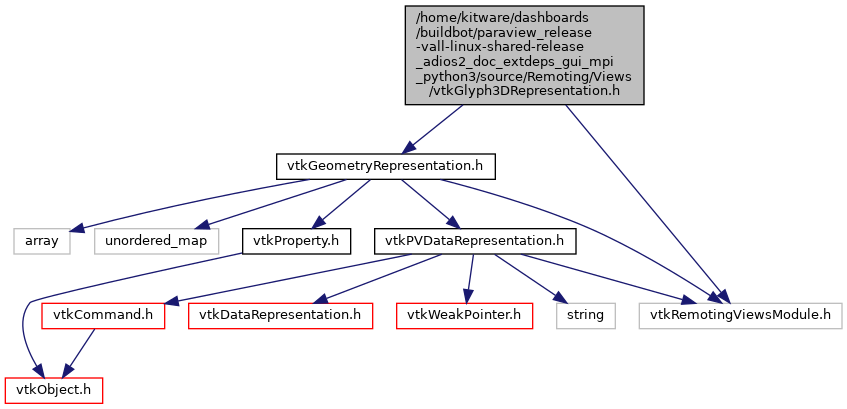 /home/kitware/dashboards
/buildbot/paraview_release
-vall-linux-shared-release
_adios2_doc_extdeps_gui_mpi
_python3/source/Remoting/Views
/vtkGlyph3DRepresentation.h
vtkGeometryRepresentation.h
array
unordered_map
vtkProperty.h
vtkPVDataRepresentation.h
vtkCommand.h
vtkDataRepresentation.h
vtkWeakPointer.h
string
vtkRemotingViewsModule.h
vtkObject.h